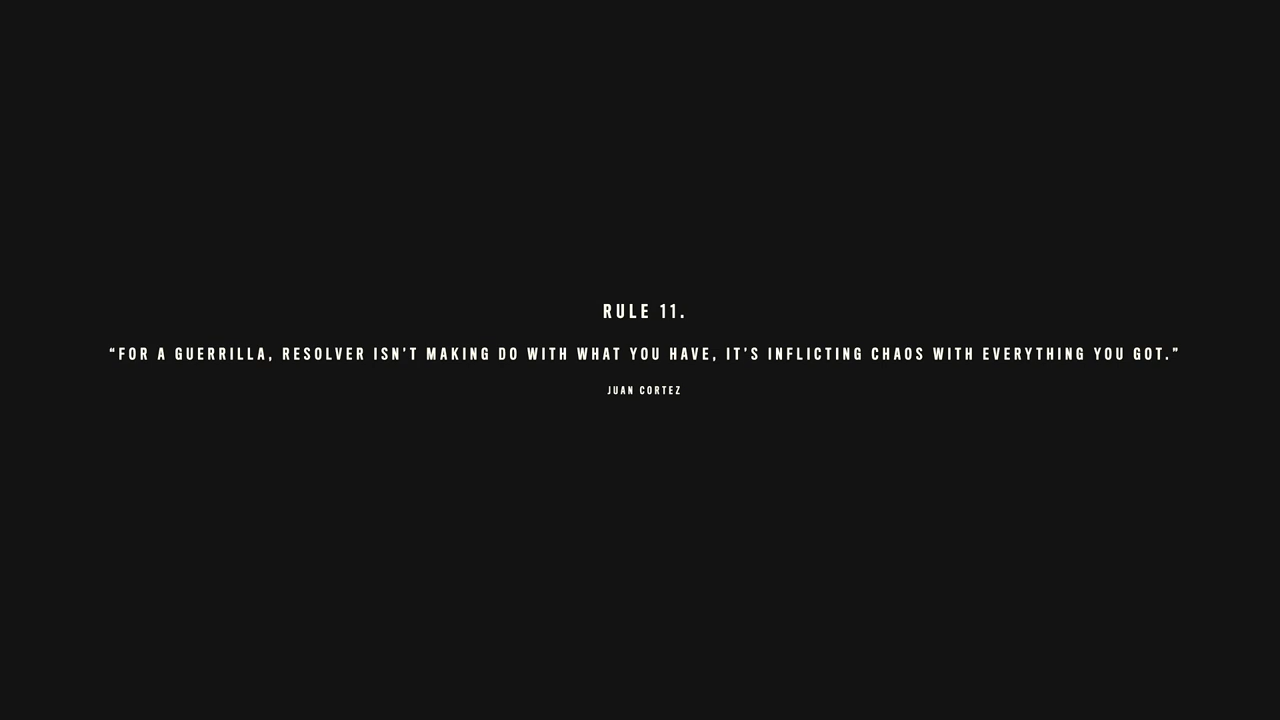 RULE 11.
“FOR A GUERRILLA, RESOLVER ISN'T MAKING DO WITH WHAT YOU HAVE, IT'S INFLICTING CHAOS WITH EVERYTHING YOU GOT.”
JUAN CORTEZ